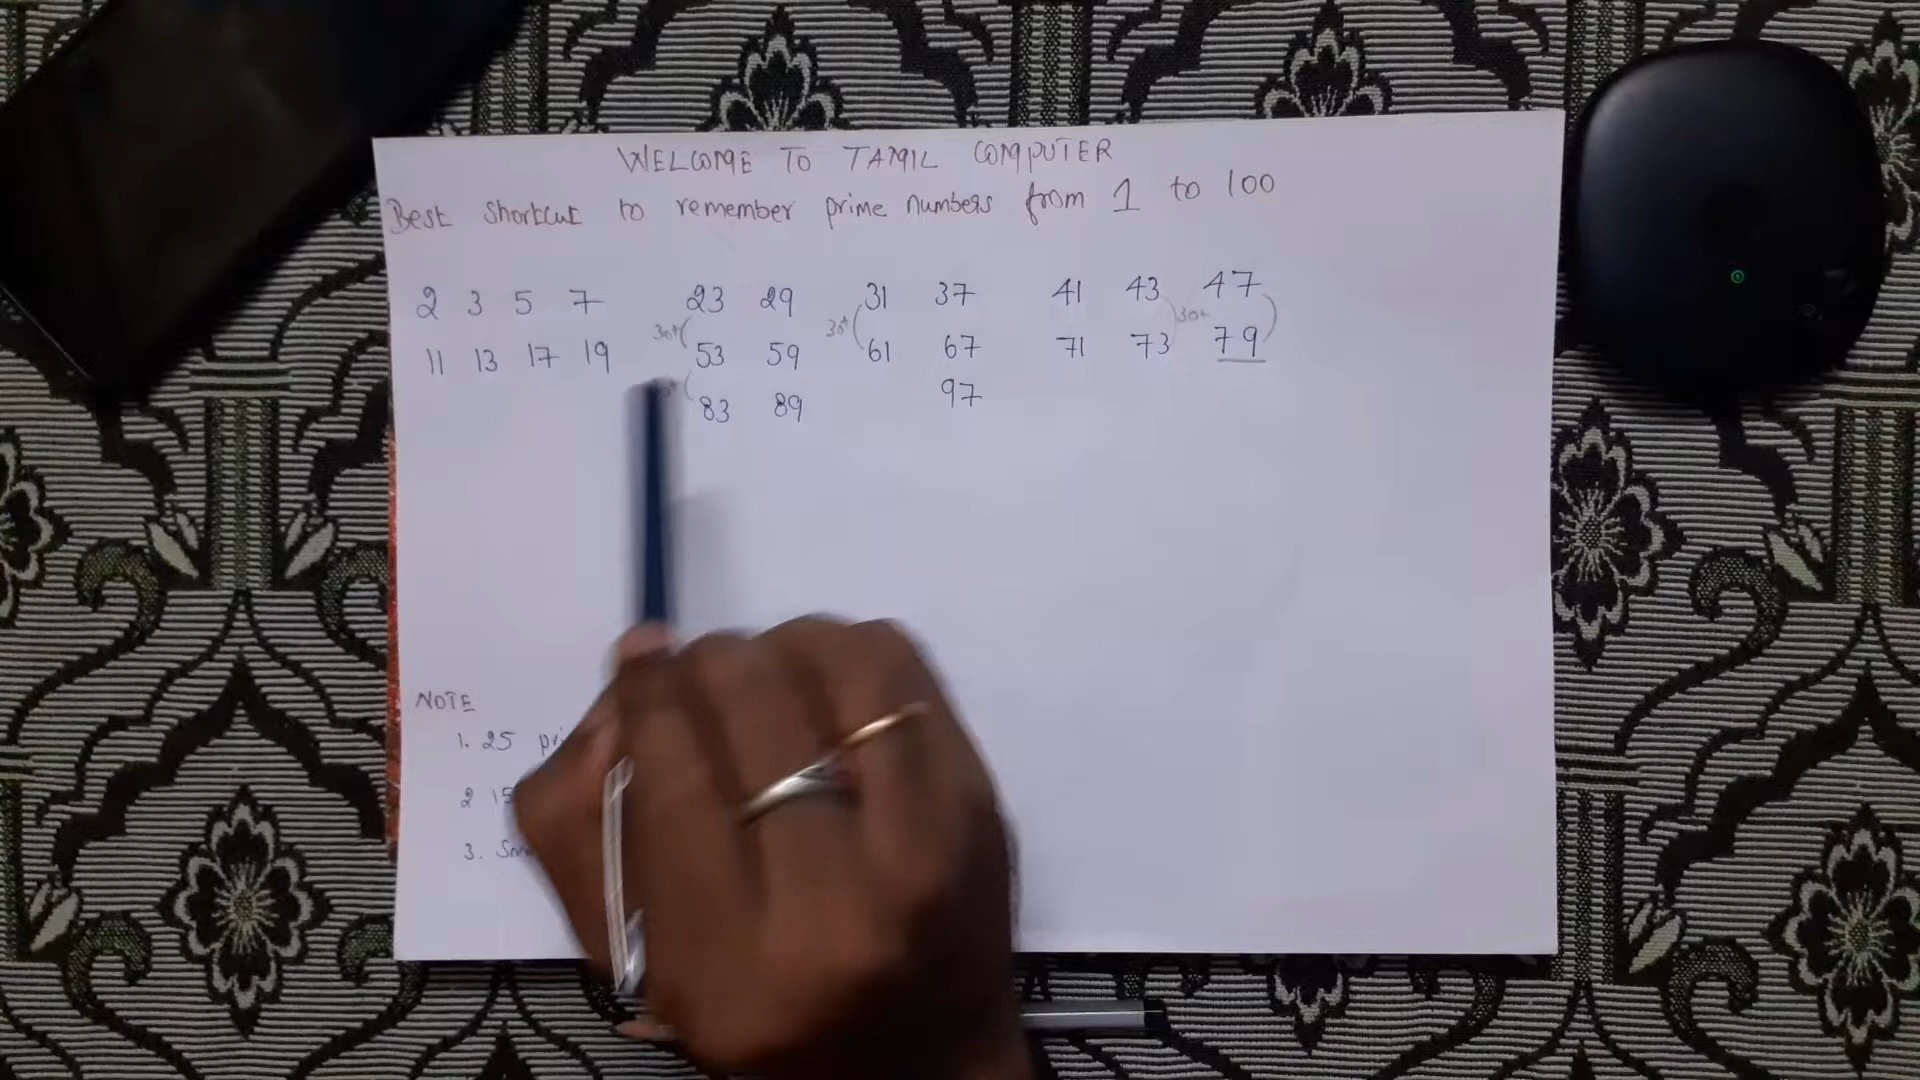 WELCOME TO TAMIL COMPUTER
Best shortcut to remember prime numbers from 1 to 100
2 3 5 7 23 29 31 37 41 43 47
30+ 30+ 30+
11 13 17 19 53 59 61 67 71 73 79
83 89 97
NOTE
1. 25
2 15
3.